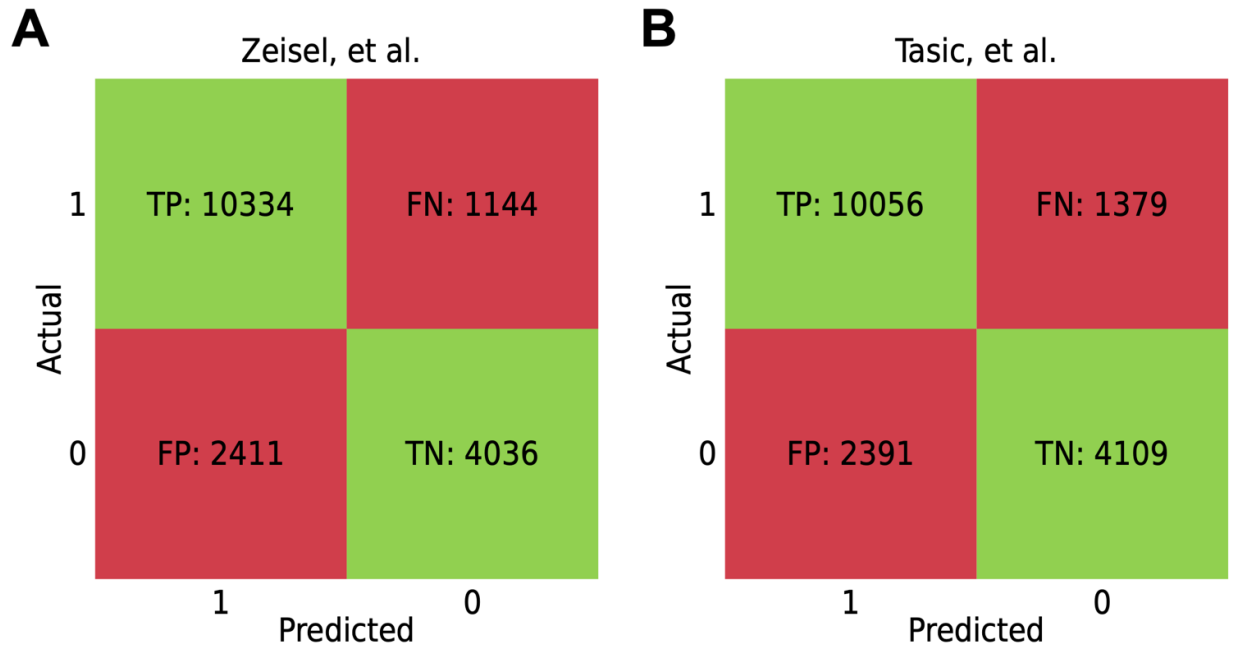 A
Zeisel, et al.
Actual
1
TP: 10334
FN: 1144
0
FP: 2411
TN: 4036
1
0
Predicted
B
Tasic, et al.
Actual
1
TP: 10056
FN: 1379
0
FP: 2391
TN: 4109
1
0
Predicted